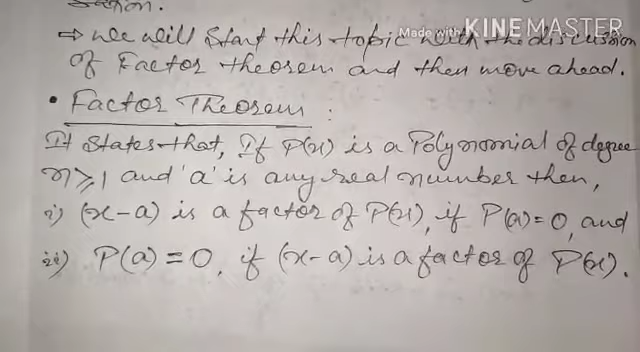 Made with KINEMASTER
⇒ We will start this topic with the discussion
of Factor theorem and then move ahead.
• Factor Theorem :
It states that, If P(x) is a Polynomial of degree
n ≥ 1 and 'a' is any real number then,
i) (x-a) is a factor of P(x), if P(a) = 0, and
ii) P(a) = 0, if (x-a) is a factor of P(x).